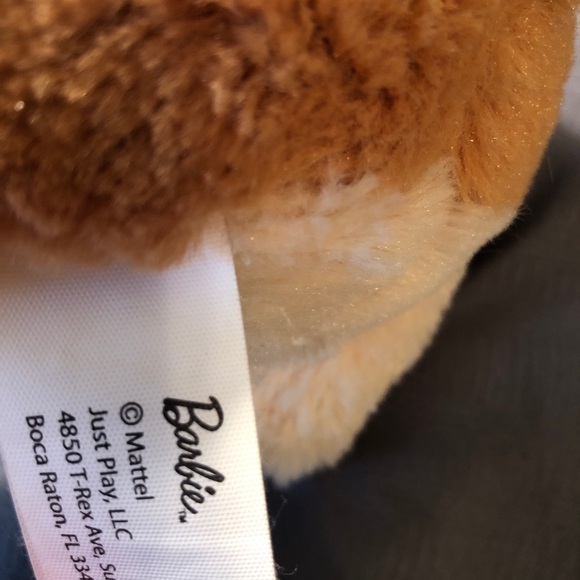 Barbie™
© Mattel
Just Play, LLC
4850 T-Rex Ave,
Boca Raton, FL